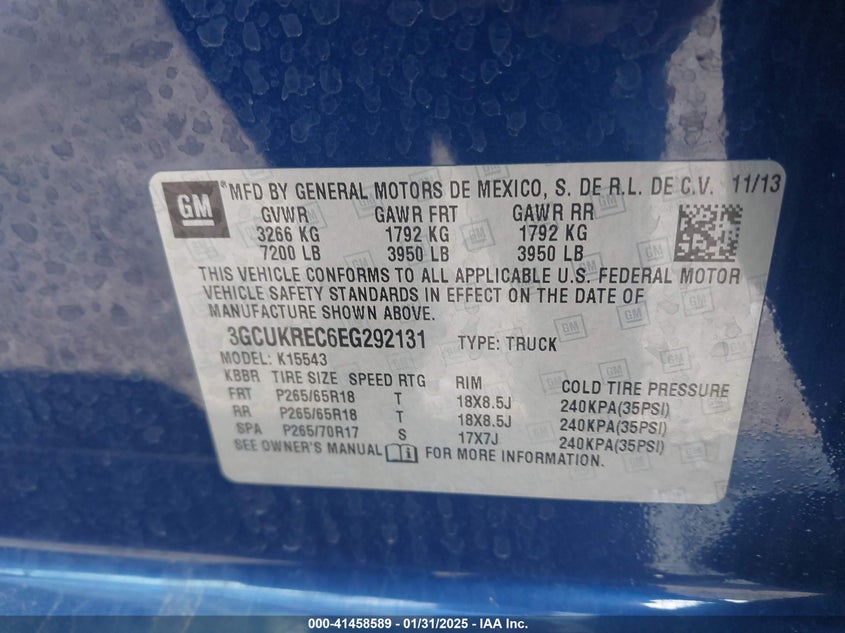 GM ® MFD BY GENERAL MOTORS DE MEXICO, S. DE R.L. DE C.V. 11/13
GVWR GAWR FRT GAWR RR
3266 KG 1792 KG 1792 KG
7200 LB 3950 LB 3950 LB
THIS VEHICLE CONFORMS TO ALL APPLICABLE U.S. FEDERAL MOTOR
VEHICLE SAFETY STANDARDS IN EFFECT ON THE DATE OF
MANUFACTURE SHOWN ABOVE.
3GCUKREC6EG292131 TYPE: TRUCK
MODEL: K15543
KBBR TIRE SIZE SPEED RTG RIM COLD TIRE PRESSURE
FRT P265/65R18 T 18X8.5J 240KPA(35PSI)
RR P265/65R18 T 18X8.5J 240KPA(35PSI)
SPA P265/70R17 S 17X7J 240KPA(35PSI)
SEE OWNER'S MANUAL FOR MORE INFORMATION.
000-41458589 - 01/31/2025 - IAA Inc.